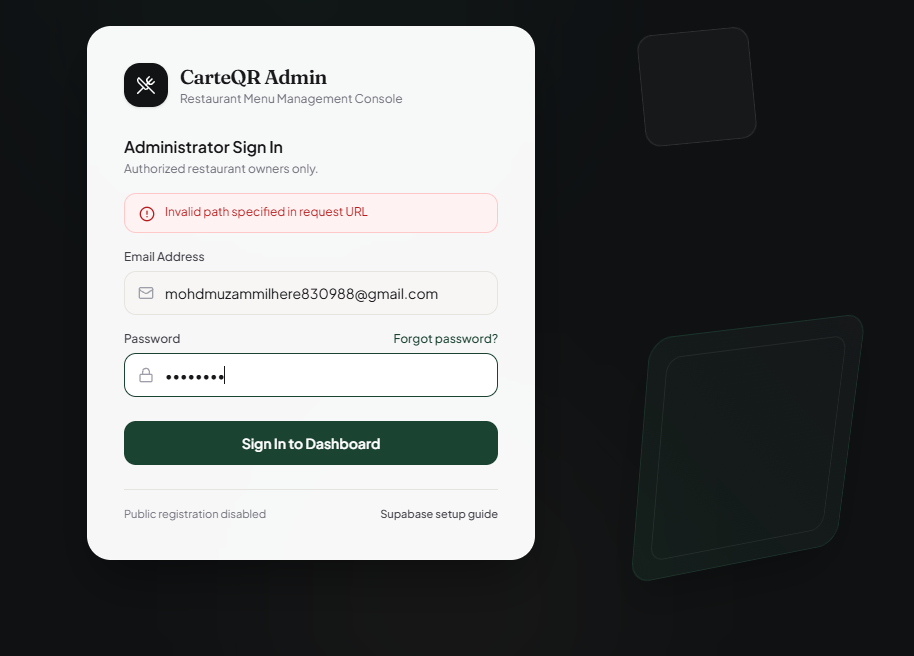 CarteQR Admin
Restaurant Menu Management Console
Administrator Sign In
Authorized restaurant owners only.
Invalid path specified in request URL
Email Address
mohdmuzammilhere830988@gmail.com
Password Forgot password?
••••••••
Sign In to Dashboard
Public registration disabled Supabase setup guide